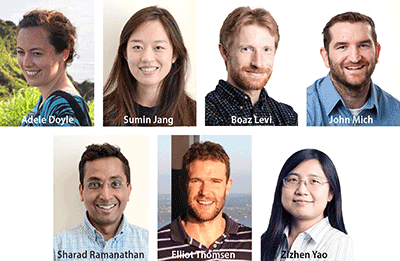 Adele Doyle
Sumin Jang
Boaz Levi
John Mich
Sharad Ramanathan
Elliot Thomsen
Zizhen Yao